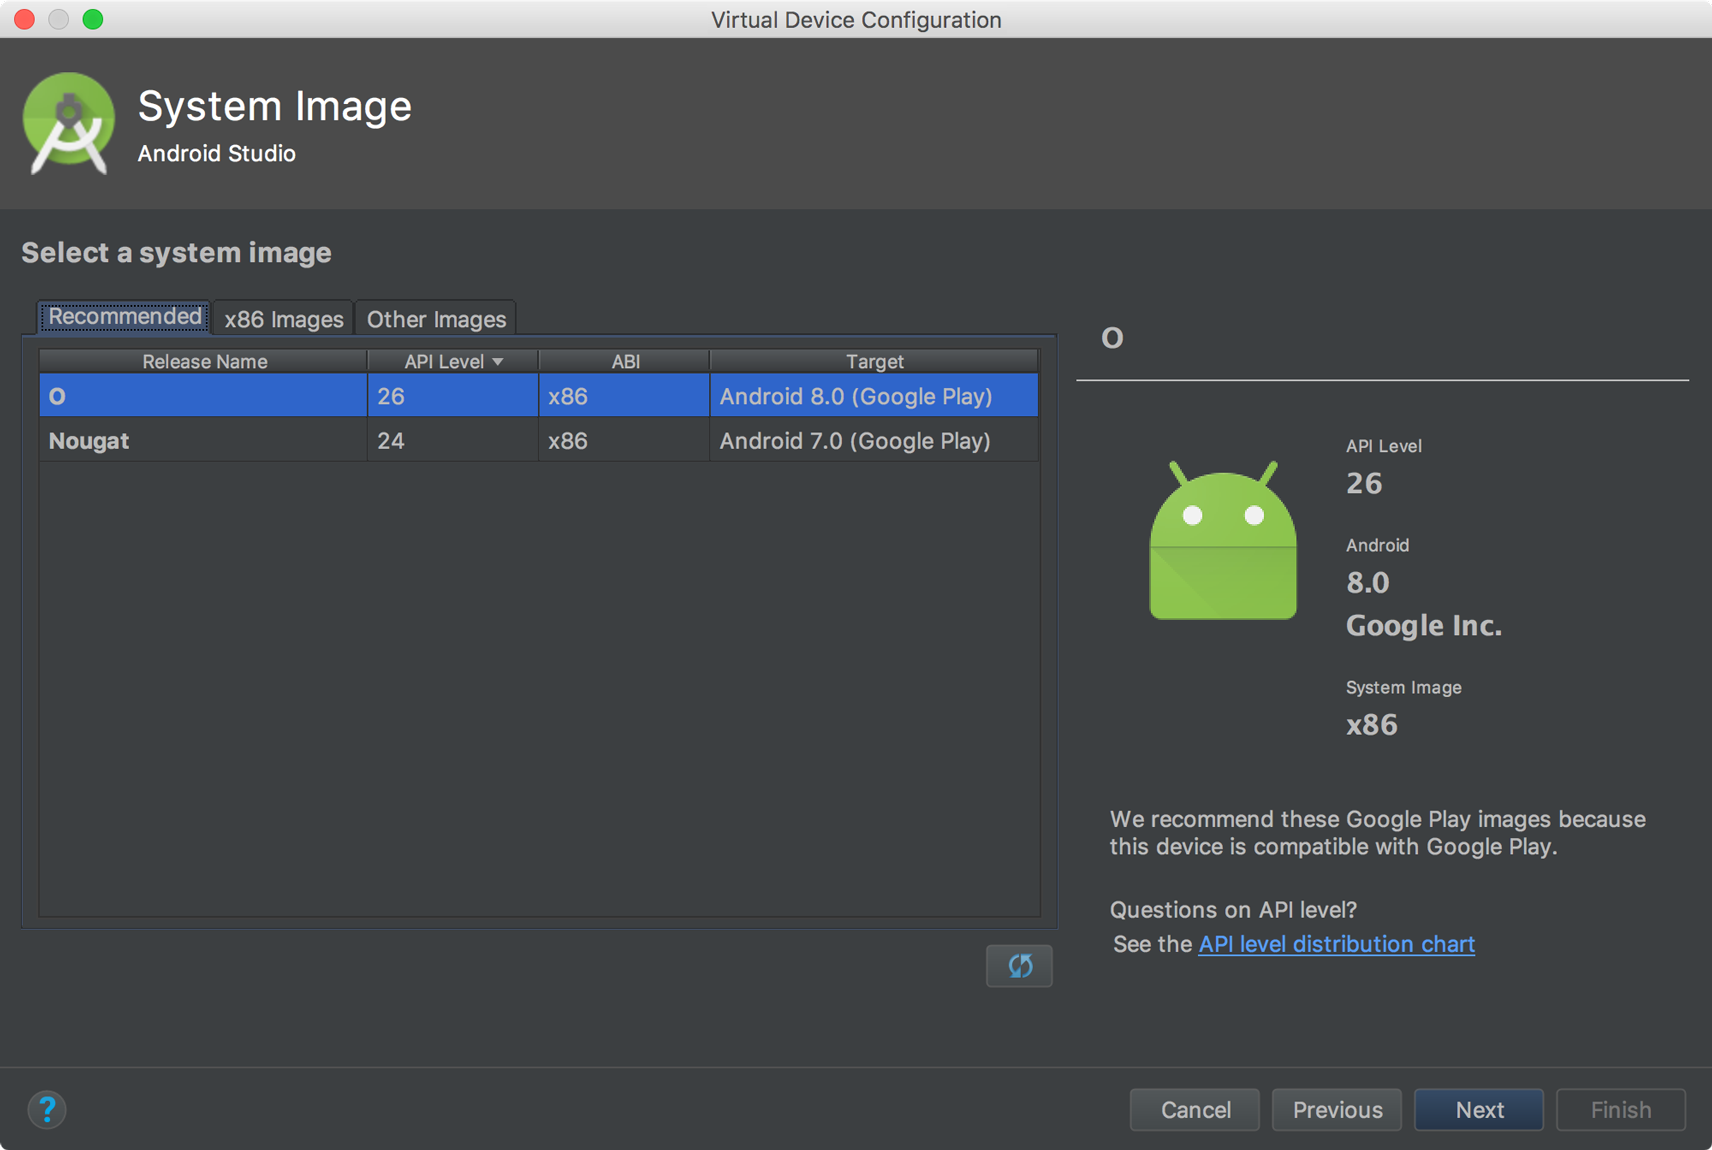 Virtual Device Configuration
System Image
Android Studio
Select a system image
Recommended x86 Images Other Images
Release Name API Level ABI Target
O 26 x86 Android 8.0 (Google Play)
Nougat 24 x86 Android 7.0 (Google Play)
O
API Level
26
Android
8.0
Google Inc.
System Image
x86
We recommend these Google Play images because
this device is compatible with Google Play.
Questions on API level?
See the API level distribution chart
? Cancel Previous Next Finish